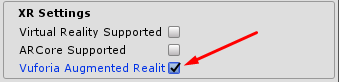 XR Settings
Virtual Reality Supported
ARCore Supported
Vuforia Augmented Realit